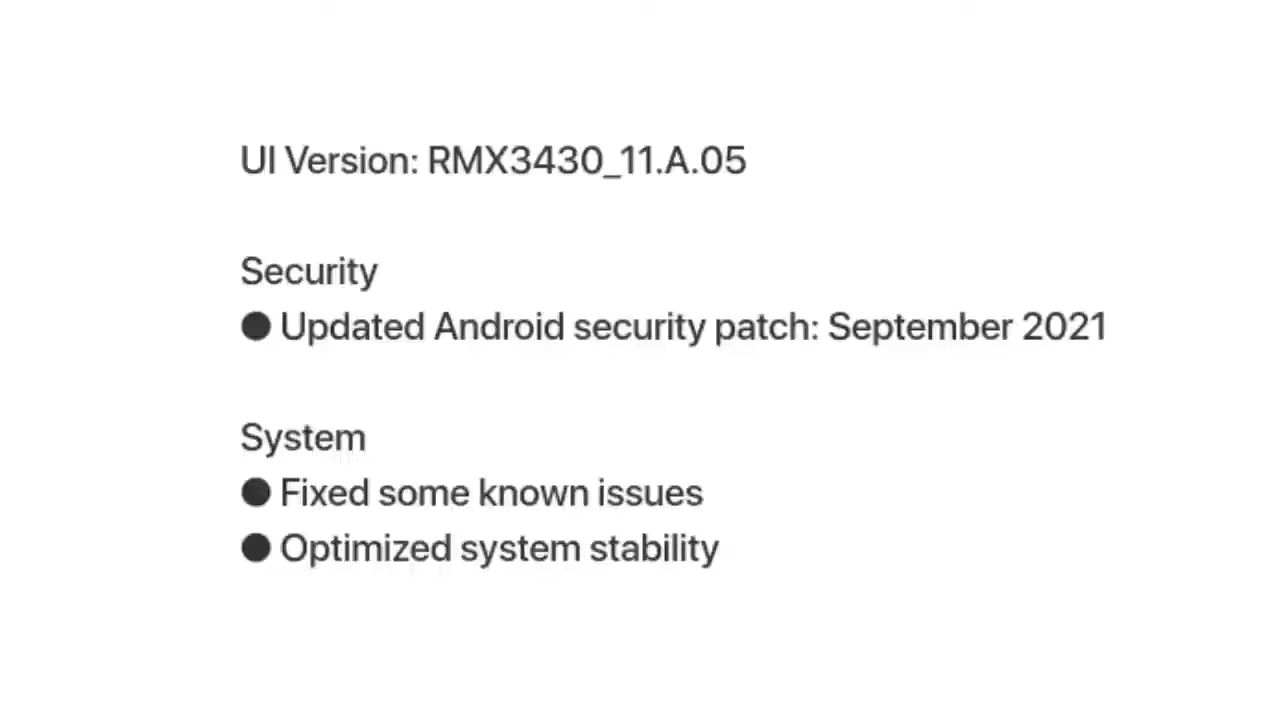 UI Version: RMX3430_11.A.05
Security
● Updated Android security patch: September 2021
System
● Fixed some known issues
● Optimized system stability